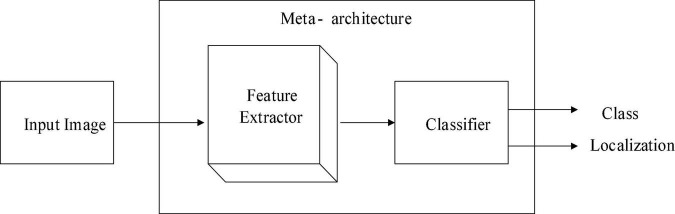 Meta- architecture
Input Image
Feature
Extractor
Classifier
Class
Localization